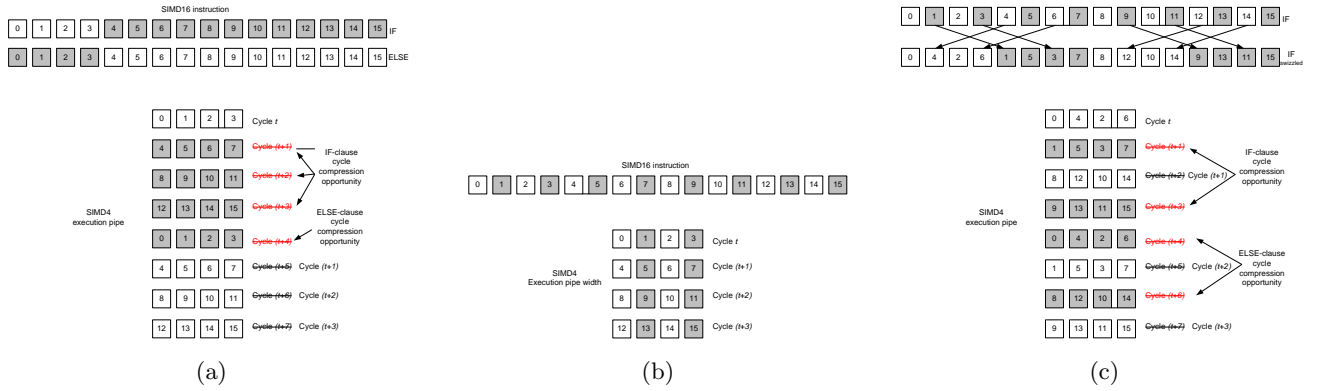 SIMD16 instruction
0 1 2 3 4 5 6 7 8 9 10 11 12 13 14 15 IF
0 1 2 3 4 5 6 7 8 9 10 11 12 13 14 15 ELSE
0 1 2 3 Cycle t
4 5 6 7 Cycle (t+1)
8 9 10 11 Cycle (t+2)
12 13 14 15 Cycle (t+3)
0 1 2 3 Cycle (t+4)
4 5 6 7 Cycle (t+5) Cycle (t+1)
8 9 10 11 Cycle (t+6) Cycle (t+2)
12 13 14 15 Cycle (t+7) Cycle (t+3)
SIMD4
execution pipe
IF-clause
cycle
compression
opportunity
ELSE-clause
cycle
compression
opportunity
(a)
SIMD16 instruction
0 1 2 3 4 5 6 7 8 9 10 11 12 13 14 15
0 1 2 3 Cycle t
4 5 6 7 Cycle (t+1)
8 9 10 11 Cycle (t+2)
12 13 14 15 Cycle (t+3)
SIMD4
Execution pipe width
(b)
0 1 2 3 4 5 6 7 8 9 10 11 12 13 14 15 IF
0 4 2 6 1 5 3 7 8 12 10 14 9 13 11 15 IF
swizzled
0 4 2 6 Cycle t
1 5 3 7 Cycle (t+1)
8 12 10 14 Cycle (t+2) Cycle (t+1)
9 13 11 15 Cycle (t+3)
0 4 2 6 Cycle (t+4)
1 5 3 7 Cycle (t+5) Cycle (t+2)
8 12 10 14 Cycle (t+6)
9 13 11 15 Cycle (t+7) Cycle (t+3)
SIMD4
execution pipe
IF-clause
cycle
compression
opportunity
ELSE-clause
cycle
compression
opportunity
(c)